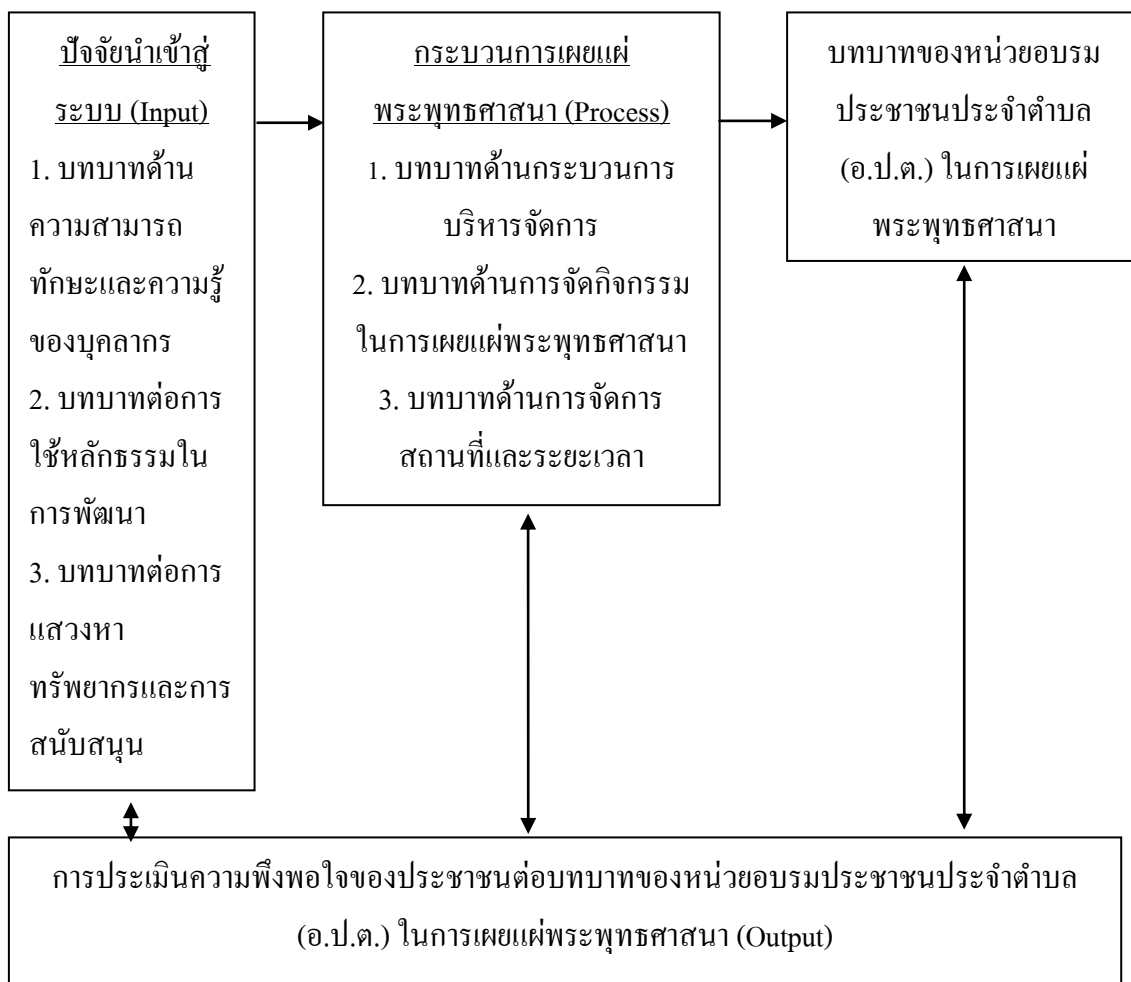 ปัจจัยนำเข้าสู่
ระบบ (Input)
1. บทบาทด้าน
ความสามารถ
ทักษะและความรู้
ของบุคลากร
2. บทบาทต่อการ
ใช้หลักธรรมใน
การพัฒนา
3. บทบาทต่อการ
แสวงหา
ทรัพยากรและการ
สนับสนุน
กระบวนการเผยแผ่
พระพุทธศาสนา (Process)
1. บทบาทด้านกระบวนการ
บริหารจัดการ
2. บทบาทด้านการจัดกิจกรรม
ในการเผยแผ่พระพุทธศาสนา
3. บทบาทด้านการจัดการ
สถานที่และระยะเวลา
บทบาทของหน่วยอบรม
ประชาชนประจำตำบล
(อ.ป.ต.) ในการเผยแผ่
พระพุทธศาสนา
การประเมินความพึงพอใจของประชาชนต่อบทบาทของหน่วยอบรมประชาชนประจำตำบล
(อ.ป.ต.) ในการเผยแผ่พระพุทธศาสนา (Output)